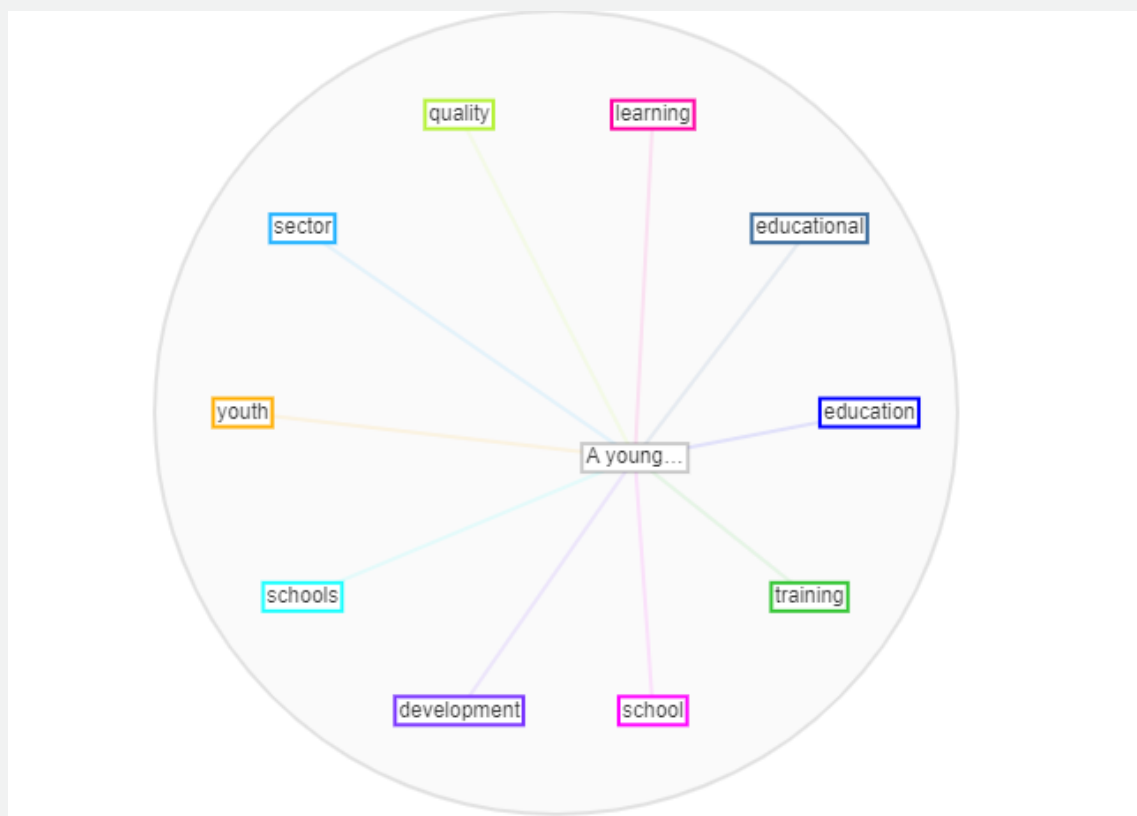 quality
learning
sector
educational
youth
education
A young...
schools
training
development
school